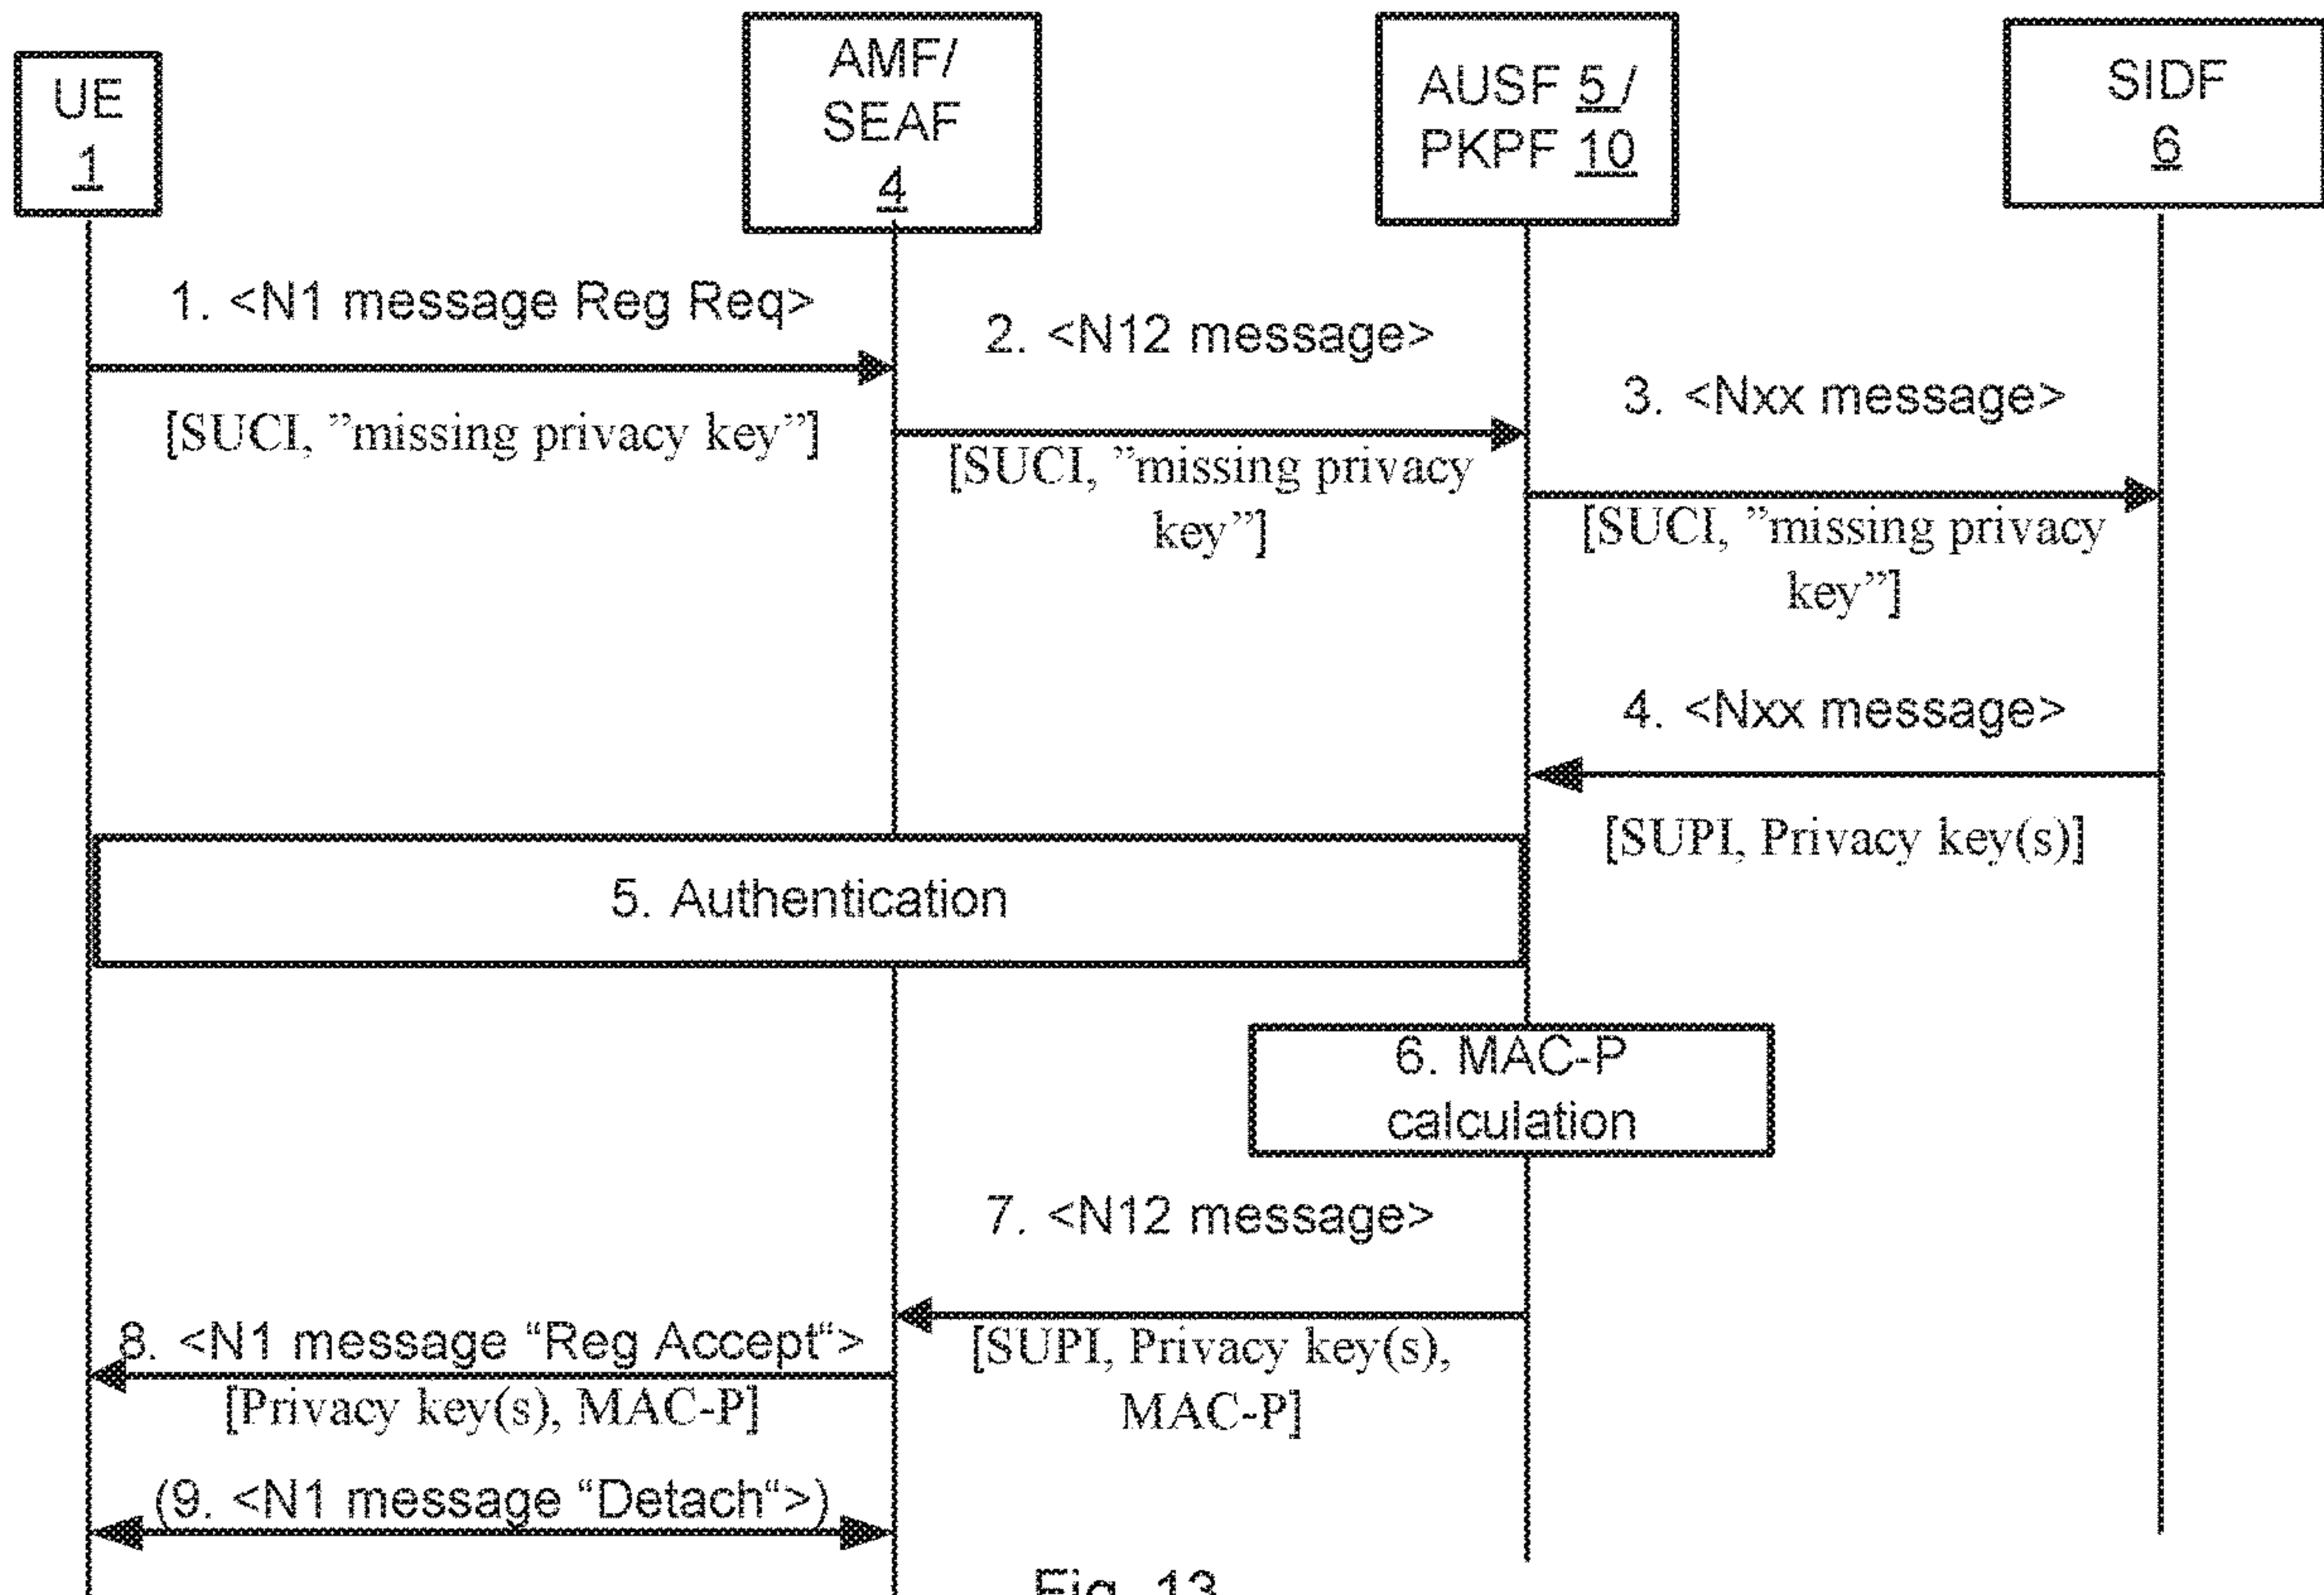 UE
1
AMF/
SEAF
4
AUSF 5 /
PKPF 10
SIDF
6
1. <N1 message Reg Req>
[SUCI, ”missing privacy key”]
2. <N12 message>
[SUCI, ”missing privacy
key”]
3. <Nxx message>
[SUCI, ”missing privacy
key”]
4. <Nxx message>
[SUPI, Privacy key(s)]
5. Authentication
6. MAC-P
calculation
7. <N12 message>
[SUPI, Privacy key(s),
MAC-P]
8. <N1 message “Reg Accept“>
[Privacy key(s), MAC-P]
(9. <N1 message “Detach“>)
Fig. 13